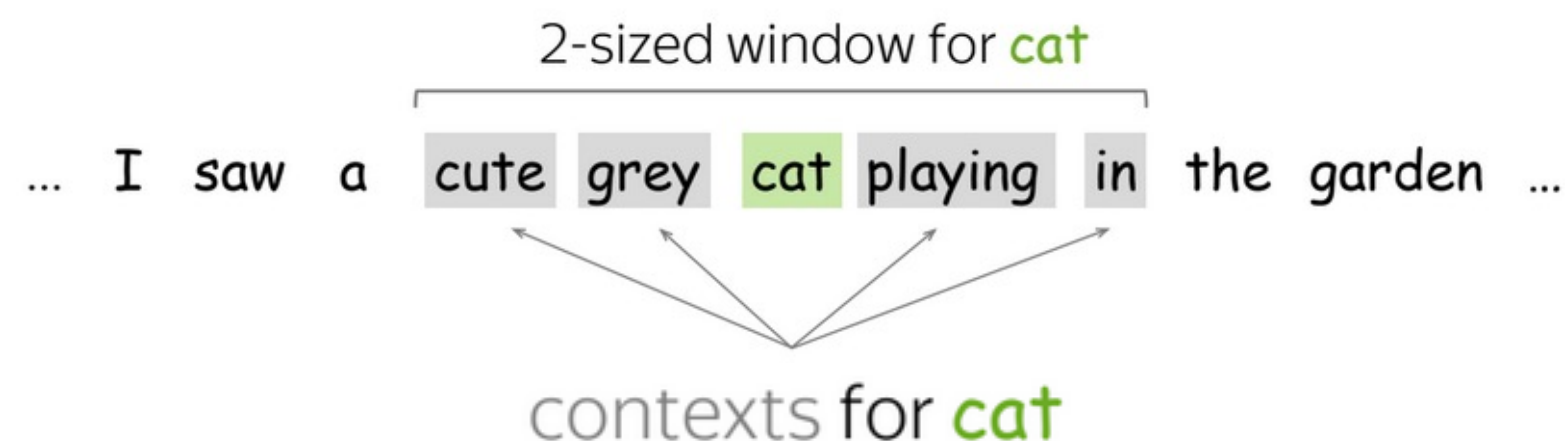 2-sized window for cat
... I saw a cute grey cat playing in the garden ...
contexts for cat